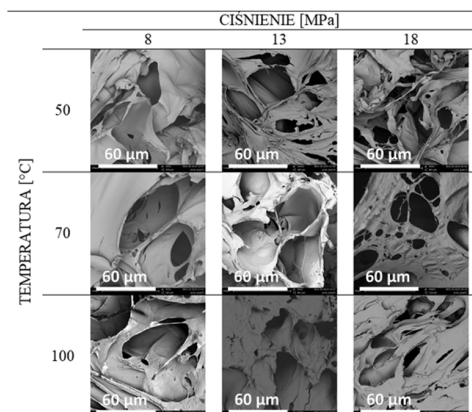 CIŚNIENIE [MPa]
8 13 18
TEMPERATURA [°C]
50
60 µm 60 µm 60 µm
70
60 µm 60 µm 60 µm
100
60 µm 60 µm 60 µm